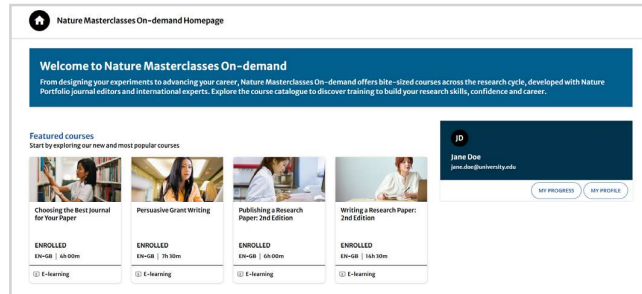 Nature Masterclasses On-demand Homepage
Welcome to Nature Masterclasses On-demand
From designing your experiments to advancing your career, Nature Masterclasses On-demand offers bite-sized courses across the research cycle, developed with Nature
Portfolio journal editors and international experts. Explore the course catalogue to discover training to build your research skills, confidence and career.
Featured courses
Start by exploring our new and most popular courses
Choosing the Best Journal
for Your Paper
ENROLLED
EN-GB | 4h 00m
E-learning
Persuasive Grant Writing
ENROLLED
EN-GB | 7h 30m
E-learning
Publishing a Research
Paper: 2nd Edition
ENROLLED
EN-GB | 6h 00m
E-learning
Writing a Research Paper:
2nd Edition
ENROLLED
EN-GB | 14h 30m
E-learning
JD
Jane Doe
jane.doe@university.edu
MY PROGRESS
MY PROFILE